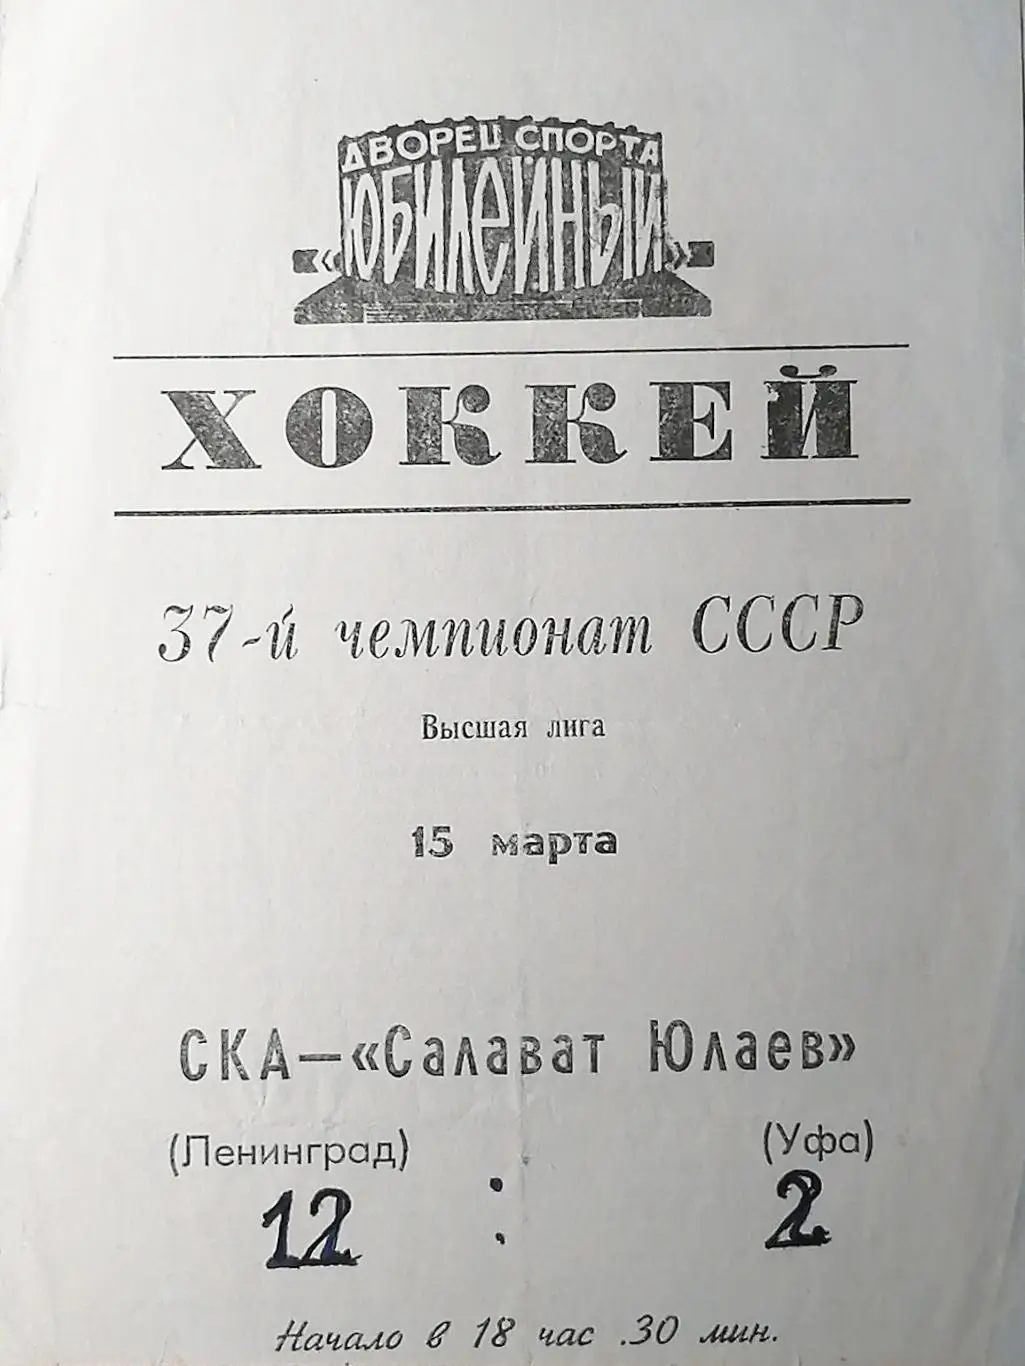 ДВОРЕЦ СПОРТА
«ЮБИЛЕЙНЫЙ»
ХОККЕЙ
37-й чемпионат СССР
Высшая лига
15 марта
СКА—«Салават Юлаев»
(Ленинград) (Уфа)
12 : 2
Начало в 18 час .30 мин.